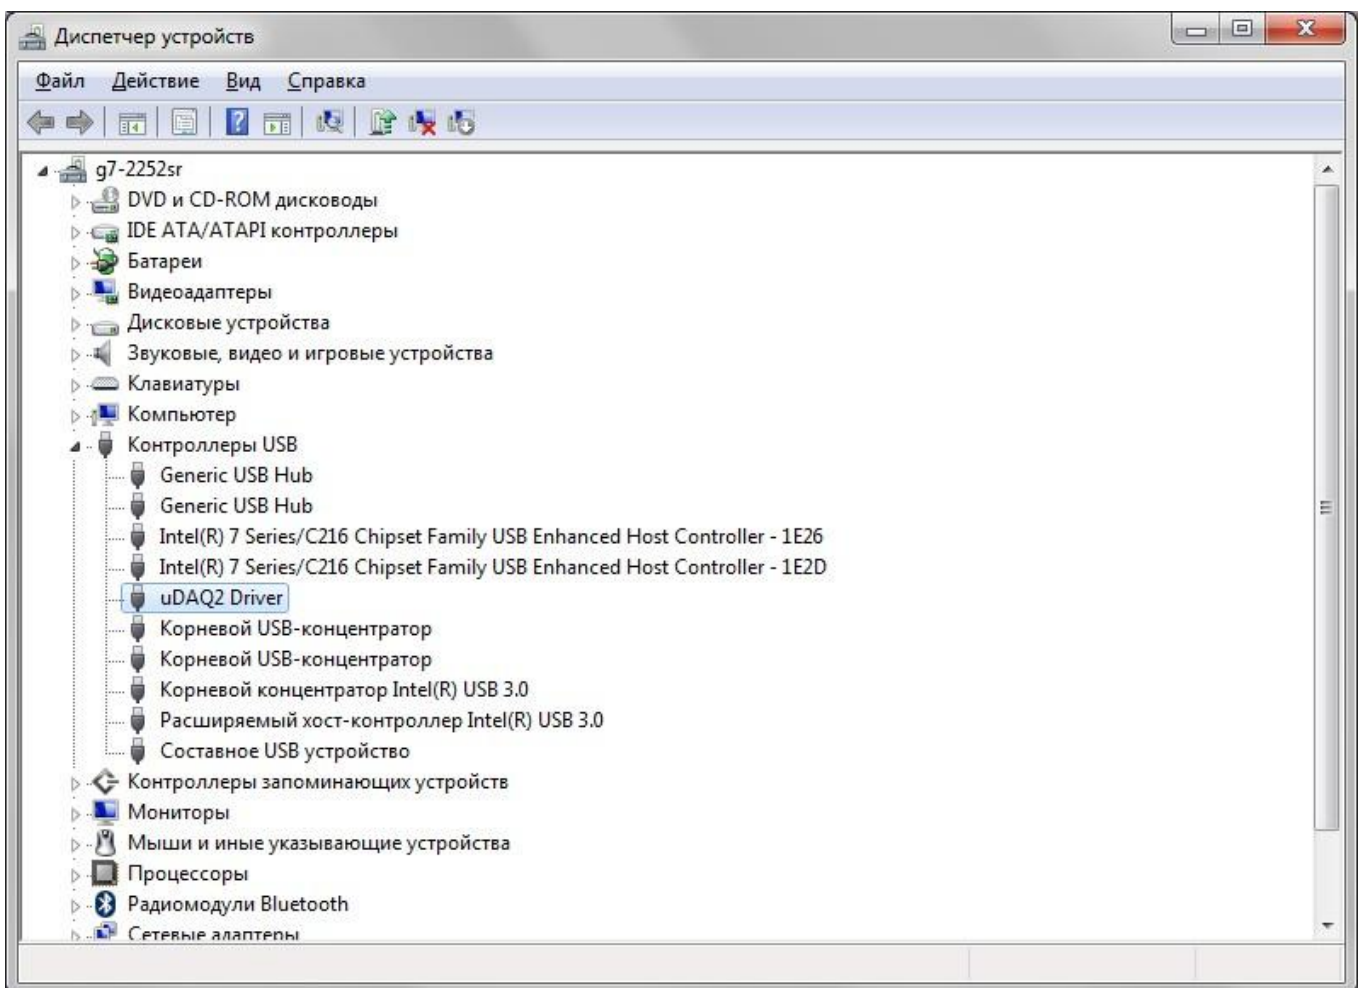 Диспетчер устройств
Файл Действие Вид Справка
g7-2252sr
DVD и CD-ROM дисководы
IDE ATA/ATAPI контроллеры
Батареи
Видеоадаптеры
Дисковые устройства
Звуковые, видео и игровые устройства
Клавиатуры
Компьютер
Контроллеры USB
Generic USB Hub
Generic USB Hub
Intel(R) 7 Series/C216 Chipset Family USB Enhanced Host Controller - 1E26
Intel(R) 7 Series/C216 Chipset Family USB Enhanced Host Controller - 1E2D
uDAQ2 Driver
Корневой USB-концентратор
Корневой USB-концентратор
Корневой концентратор Intel(R) USB 3.0
Расширяемый хост-контроллер Intel(R) USB 3.0
Составное USB устройство
Контроллеры запоминающих устройств
Мониторы
Мыши и иные указывающие устройства
Процессоры
Радиомодули Bluetooth
Сетевые адаптеры